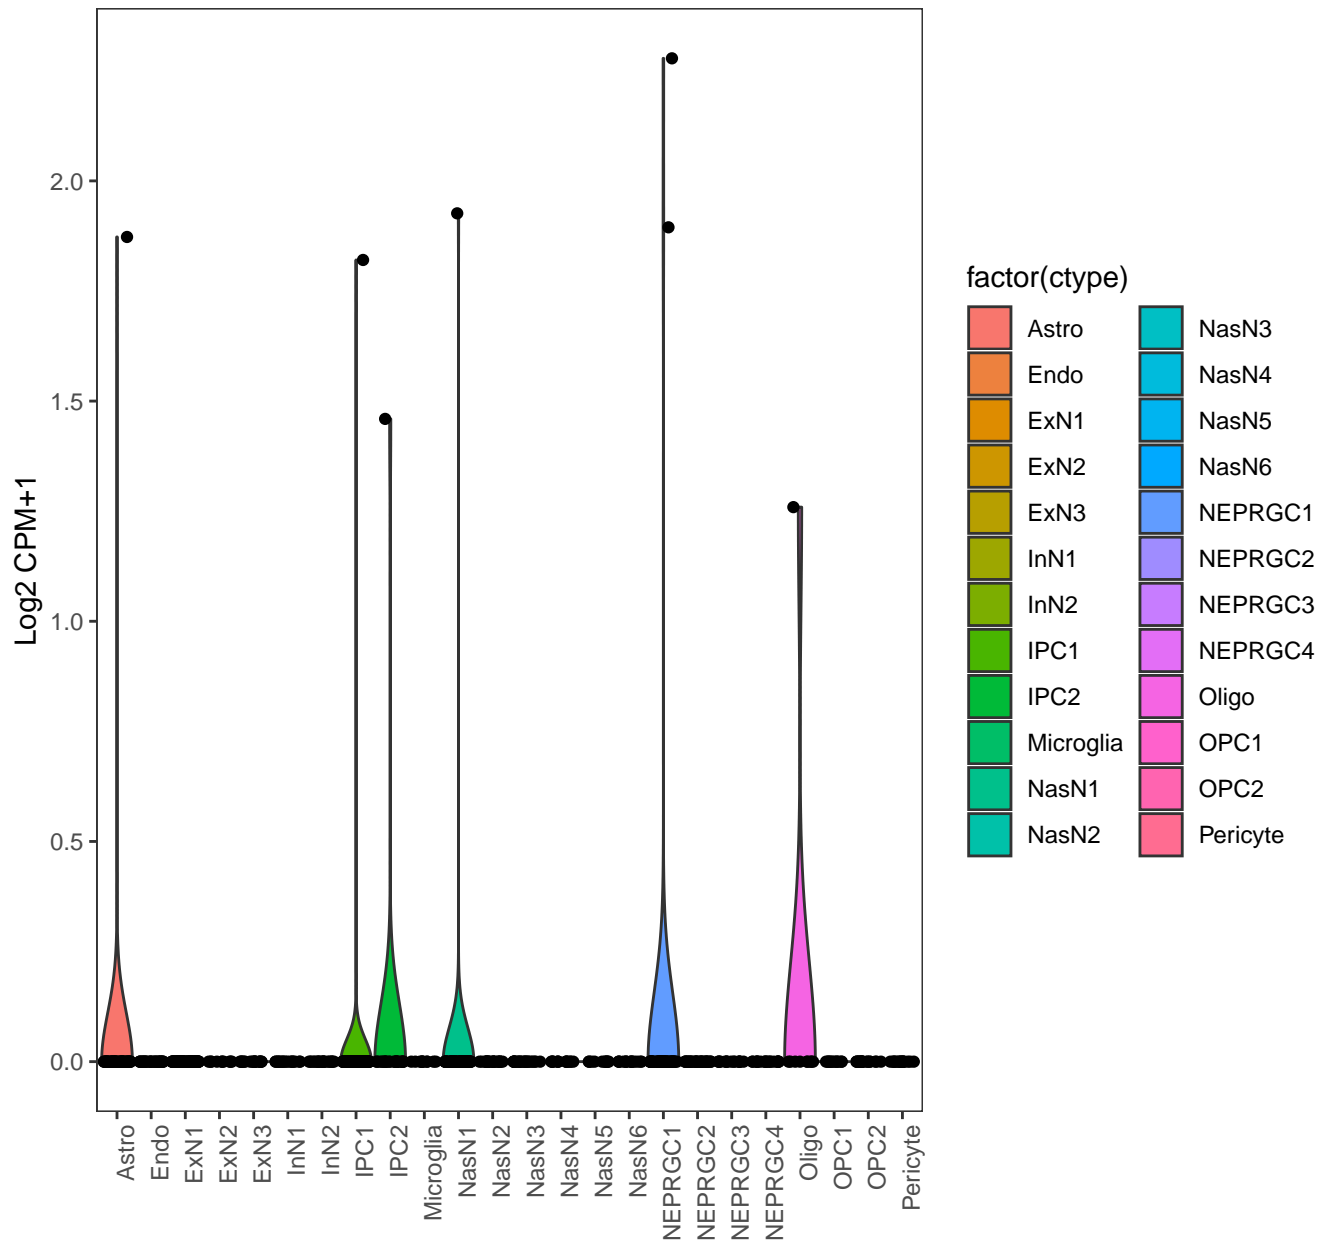 Log2 CPM+1
2.0
1.5
1.0
0.5
0.0
Astro
Endo
ExN1
ExN2
ExN3
InN1
InN2
IPC1
IPC2
Microglia
NasN1
NasN2
NasN3
NasN4
NasN5
NasN6
NEPRGC1
NEPRGC2
NEPRGC3
NEPRGC4
Oligo
OPC1
OPC2
Pericyte
factor(ctype)
Astro
Endo
ExN1
ExN2
ExN3
InN1
InN2
IPC1
IPC2
Microglia
NasN1
NasN2
NasN3
NasN4
NasN5
NasN6
NEPRGC1
NEPRGC2
NEPRGC3
NEPRGC4
Oligo
OPC1
OPC2
Pericyte